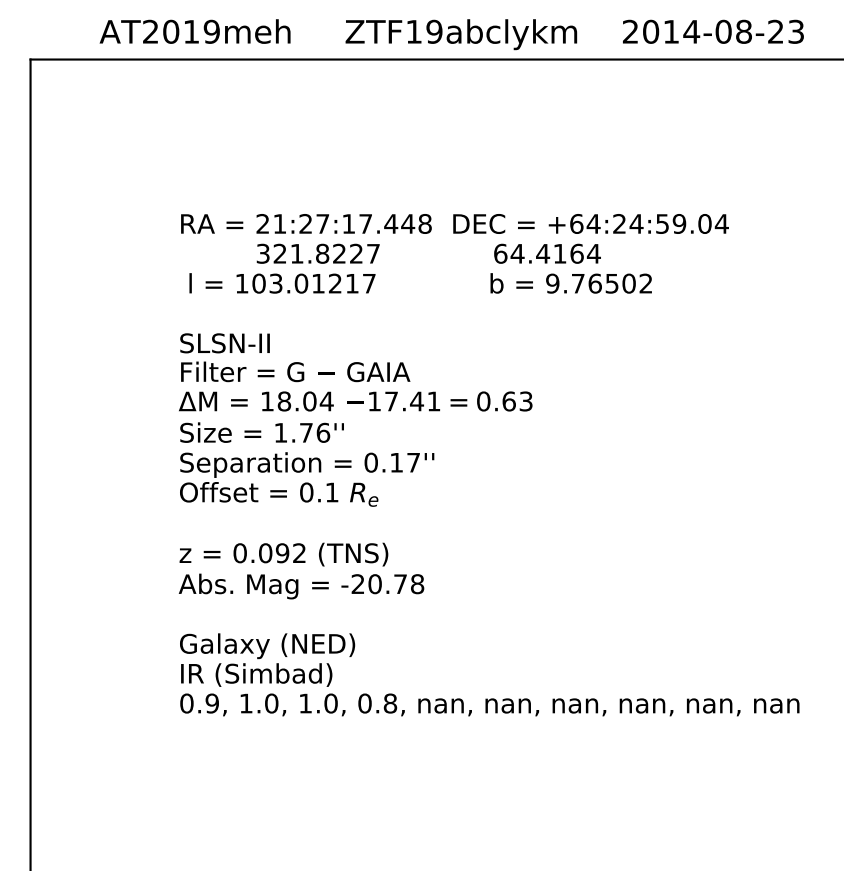 AT2019meh ZTF19abclykm 2014-08-23
RA = 21:27:17.448 DEC = +64:24:59.04
321.8227 64.4164
l = 103.01217 b = 9.76502
SLSN-II
Filter = G − GAIA
ΔM = 18.04 −17.41 = 0.63
Size = 1.76''
Separation = 0.17''
Offset = 0.1 Re
z = 0.092 (TNS)
Abs. Mag = -20.78
Galaxy (NED)
IR (Simbad)
0.9, 1.0, 1.0, 0.8, nan, nan, nan, nan, nan, nan